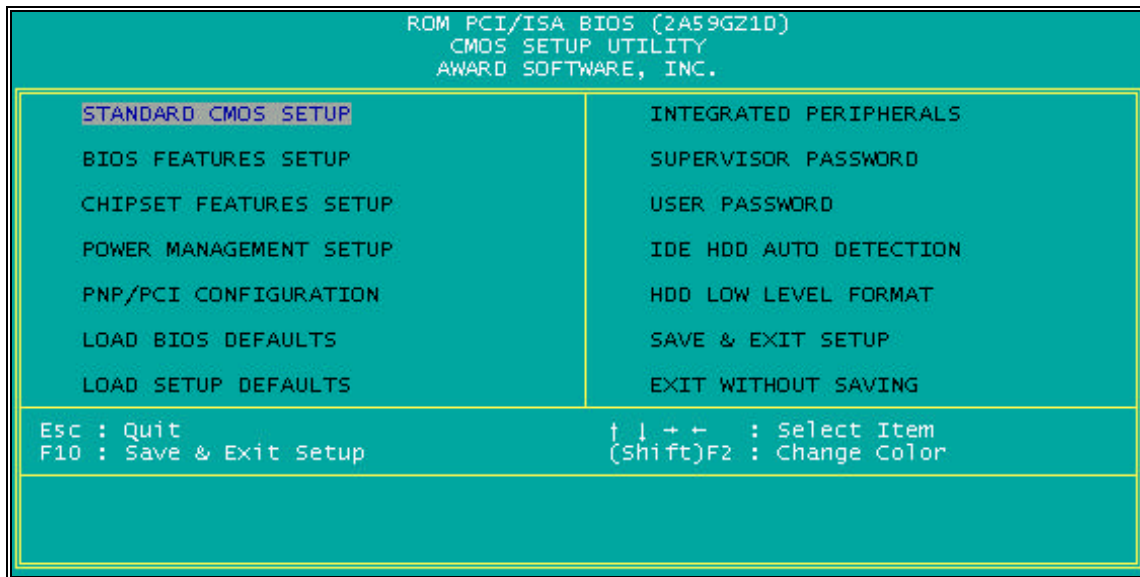 ROM PCI/ISA BIOS (2A59GZ1D)
CMOS SETUP UTILITY
AWARD SOFTWARE, INC.
STANDARD CMOS SETUP
BIOS FEATURES SETUP
CHIPSET FEATURES SETUP
POWER MANAGEMENT SETUP
PNP/PCI CONFIGURATION
LOAD BIOS DEFAULTS
LOAD SETUP DEFAULTS
INTEGRATED PERIPHERALS
SUPERVISOR PASSWORD
USER PASSWORD
IDE HDD AUTO DETECTION
HDD LOW LEVEL FORMAT
SAVE & EXIT SETUP
EXIT WITHOUT SAVING
Esc : Quit
F10 : Save & Exit Setup
↑ ↓ → ← : Select Item
(Shift)F2 : Change Color